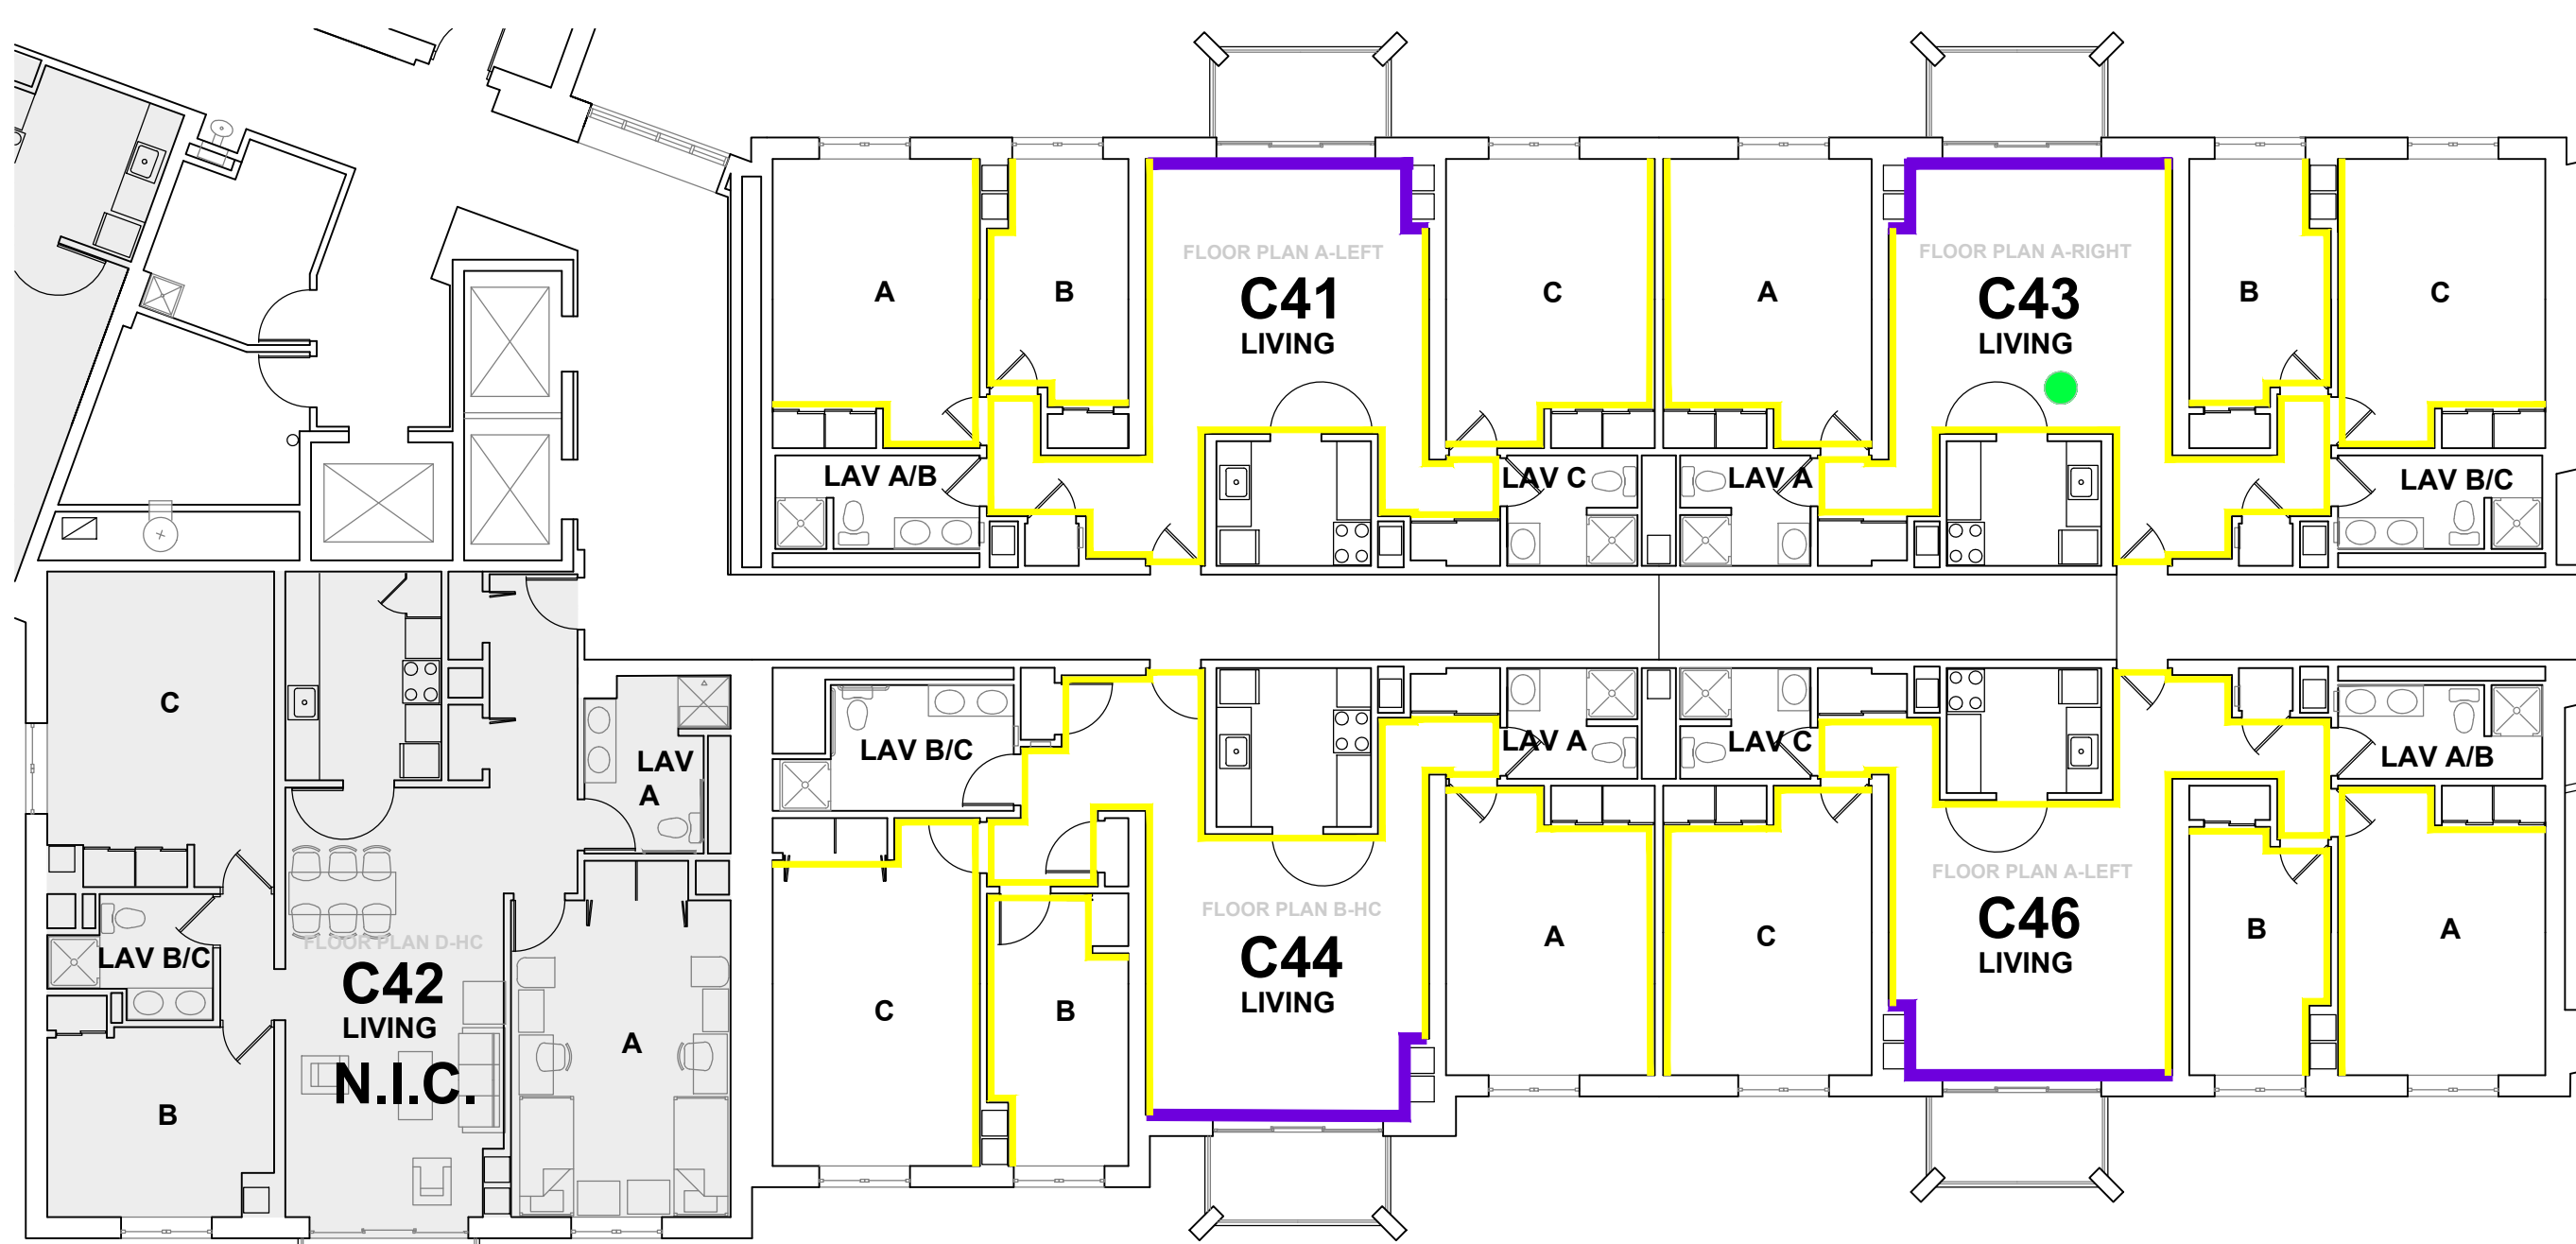 FLOOR PLAN A-LEFT
C41
LIVING
A
B
C
LAV A/B
LAV C
FLOOR PLAN A-RIGHT
C43
LIVING
A
B
C
LAV A
LAV B/C
C
LAV
A
LAV B/C
FLOOR PLAN D-HC
C42
LIVING
N.I.C.
A
B
LAV B/C
LAV A
FLOOR PLAN B-HC
C44
LIVING
C
B
A
LAV C
LAV A/B
FLOOR PLAN A-LEFT
C46
LIVING
C
B
A